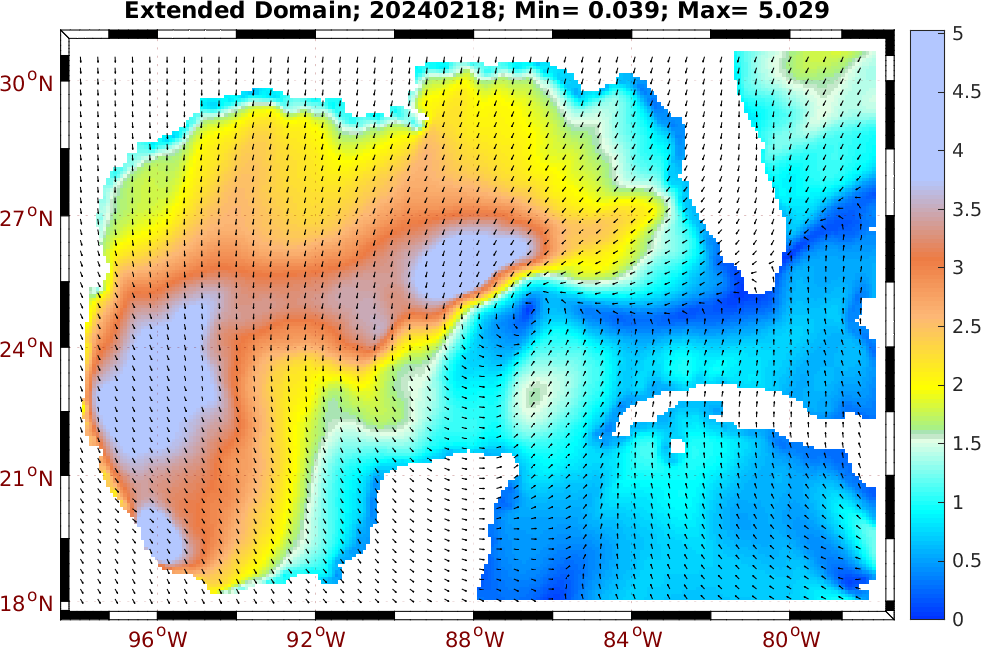 Extended Domain; 20240218; Min= 0.039; Max= 5.029
30°N
27°N
24°N
21°N
18°N
96°W
92°W
88°W
84°W
80°W
5
4.5
4
3.5
3
2.5
2
1.5
1
0.5
0